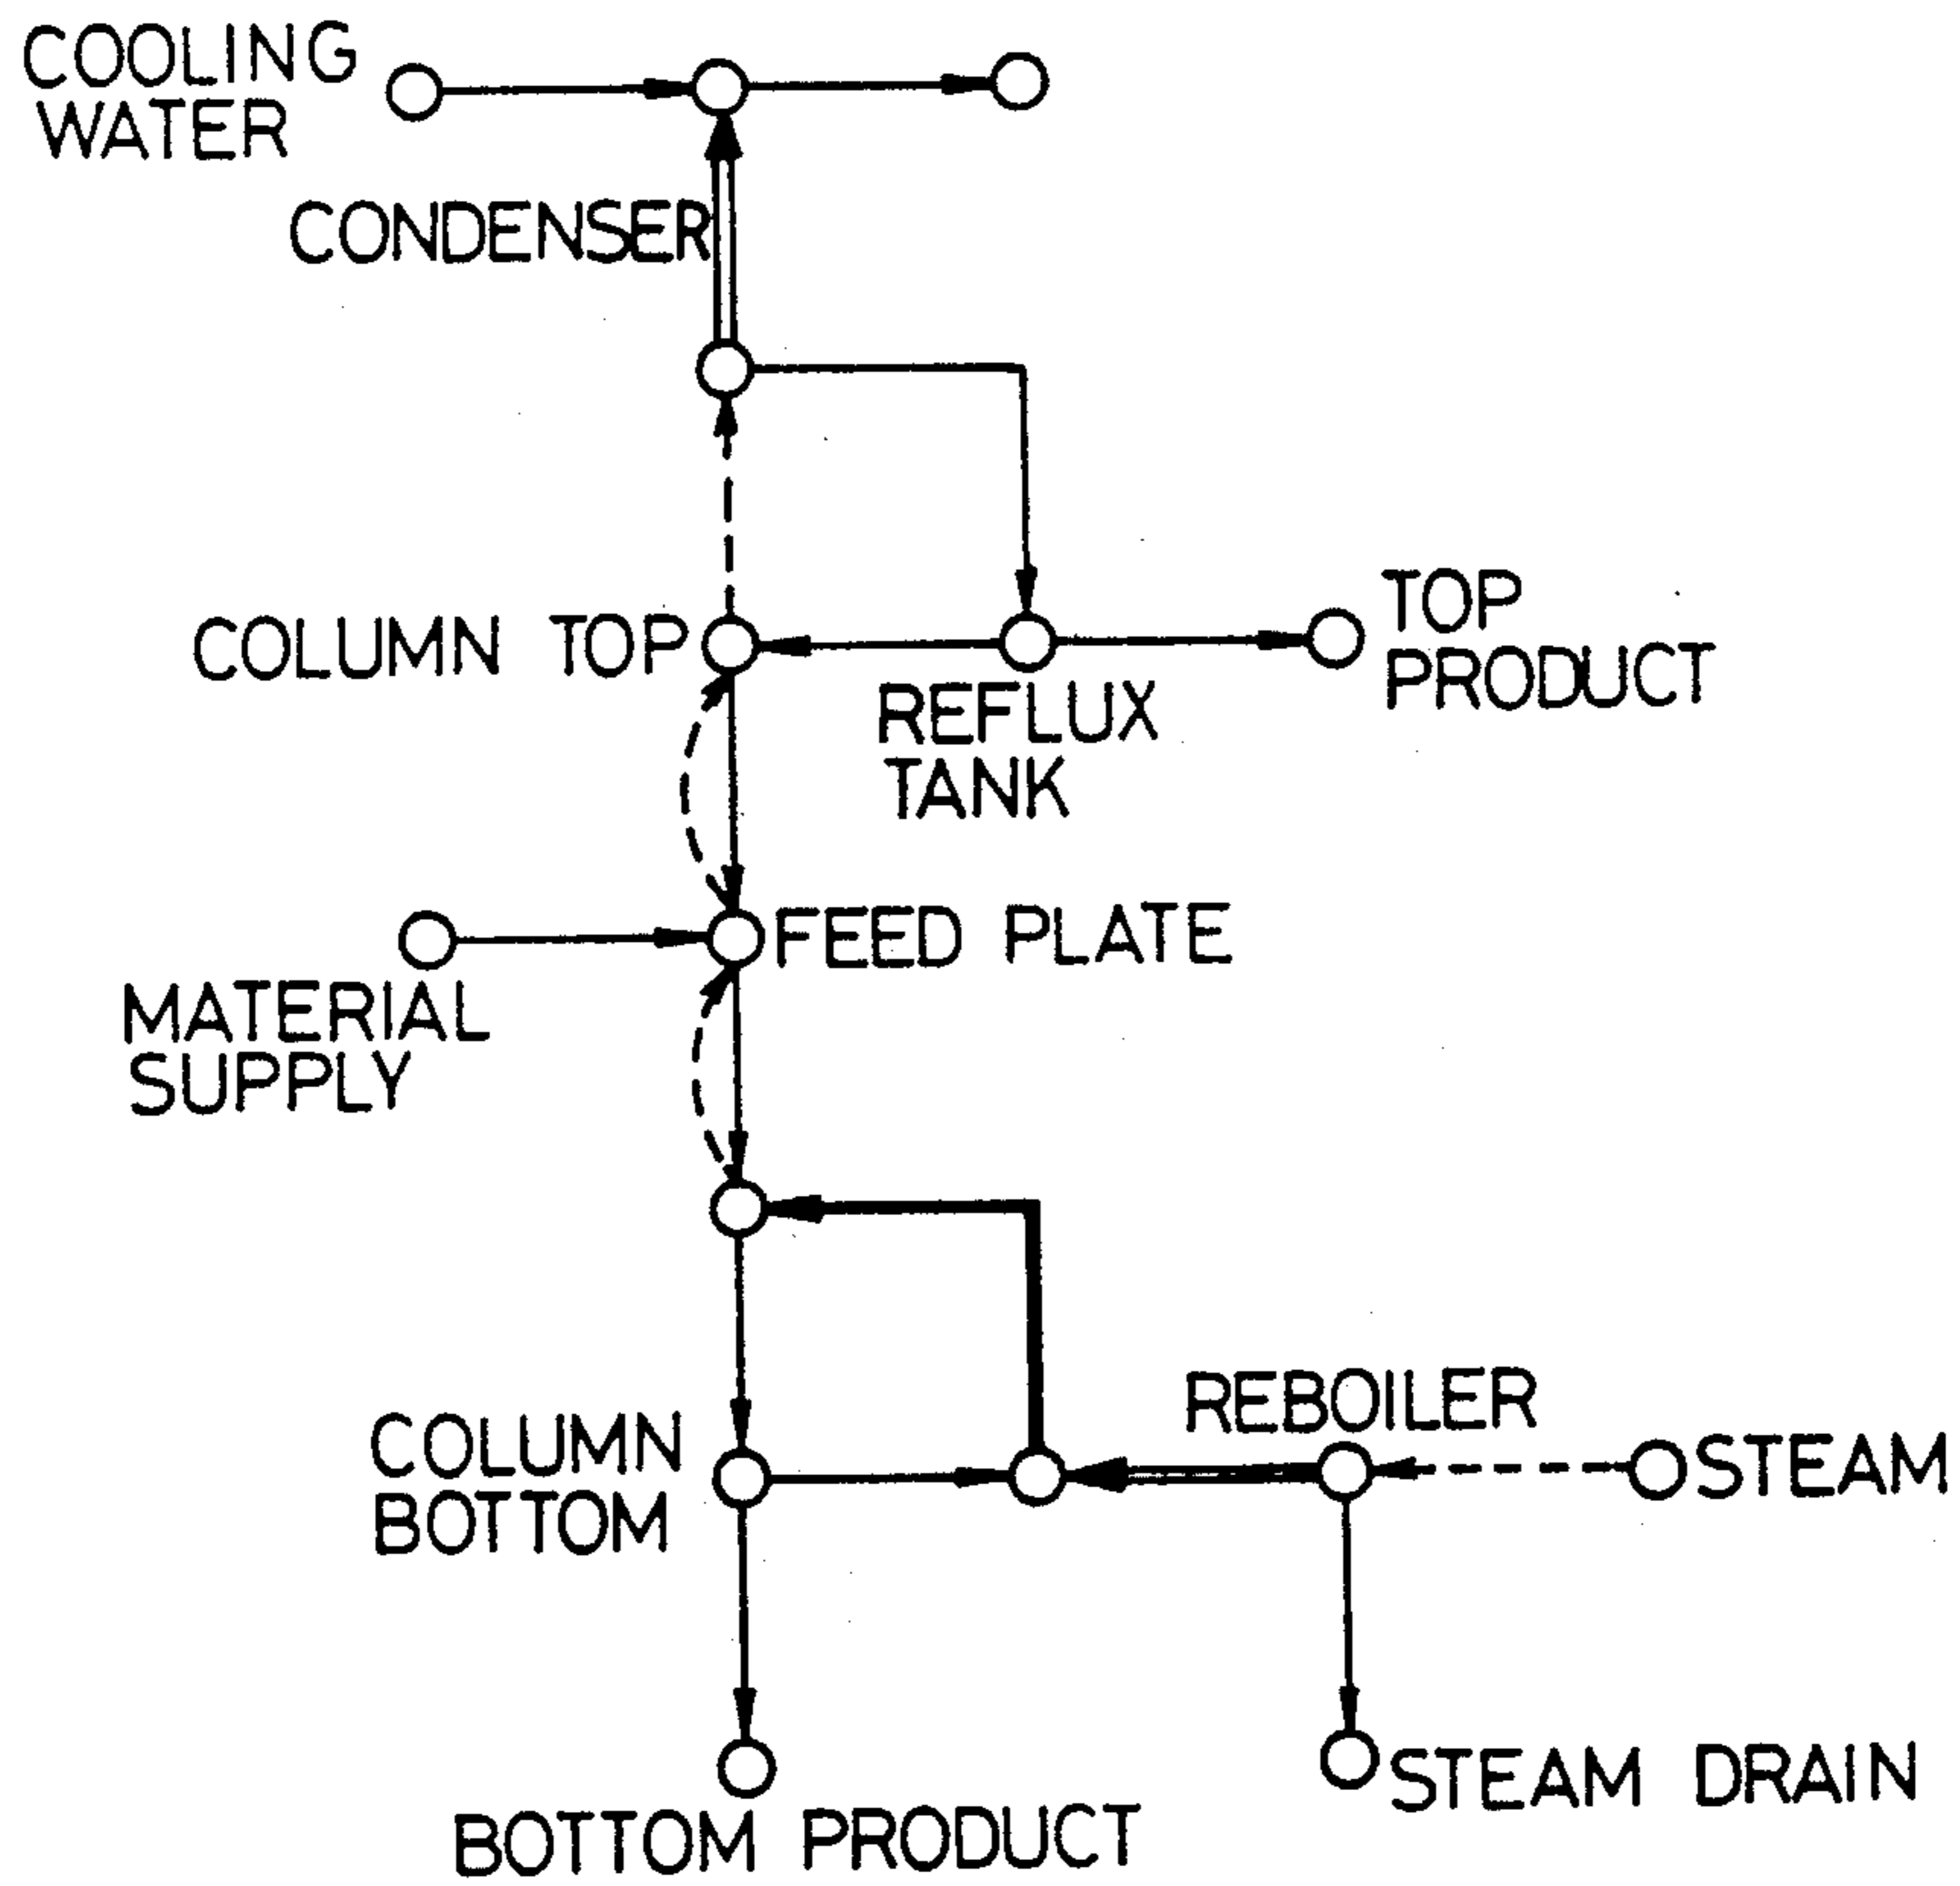 COOLING
WATER
CONDENSER
COLUMN TOP
TOP
PRODUCT
REFLUX
TANK
FEED PLATE
MATERIAL
SUPPLY
REBOILER
COLUMN
BOTTOM
STEAM
STEAM DRAIN
BOTTOM PRODUCT